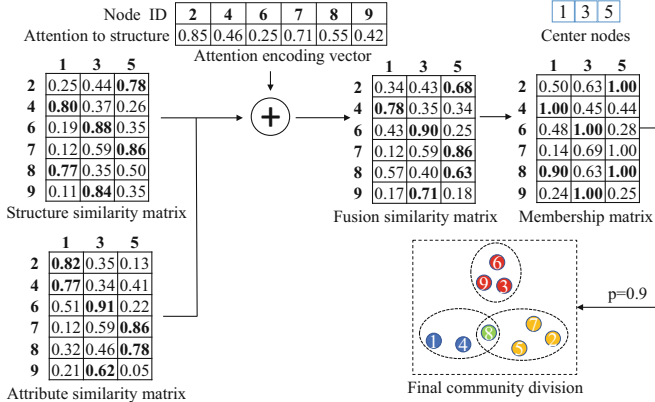 Node ID 2 4 6 7 8 9
Attention to structure 0.85 0.46 0.25 0.71 0.55 0.42
Attention encoding vector
1 3 5
Center nodes
1 3 5
2 0.25 0.44 0.78
4 0.80 0.37 0.26
6 0.19 0.88 0.35
7 0.12 0.59 0.86
8 0.77 0.35 0.50
9 0.11 0.84 0.35
Structure similarity matrix
+
1 3 5
2 0.34 0.43 0.68
4 0.78 0.35 0.34
6 0.43 0.90 0.25
7 0.12 0.59 0.86
8 0.57 0.40 0.63
9 0.17 0.71 0.18
Fusion similarity matrix
1 3 5
2 0.50 0.63 1.00
4 1.00 0.45 0.44
6 0.48 1.00 0.28
7 0.14 0.69 1.00
8 0.90 0.63 1.00
9 0.24 1.00 0.25
Membership matrix
1 3 5
2 0.82 0.35 0.13
4 0.77 0.34 0.41
6 0.51 0.91 0.22
7 0.12 0.59 0.86
8 0.32 0.46 0.78
9 0.21 0.62 0.05
Attribute similarity matrix
p=0.9
6
9 3
1 4 8 5 7 2
Final community division